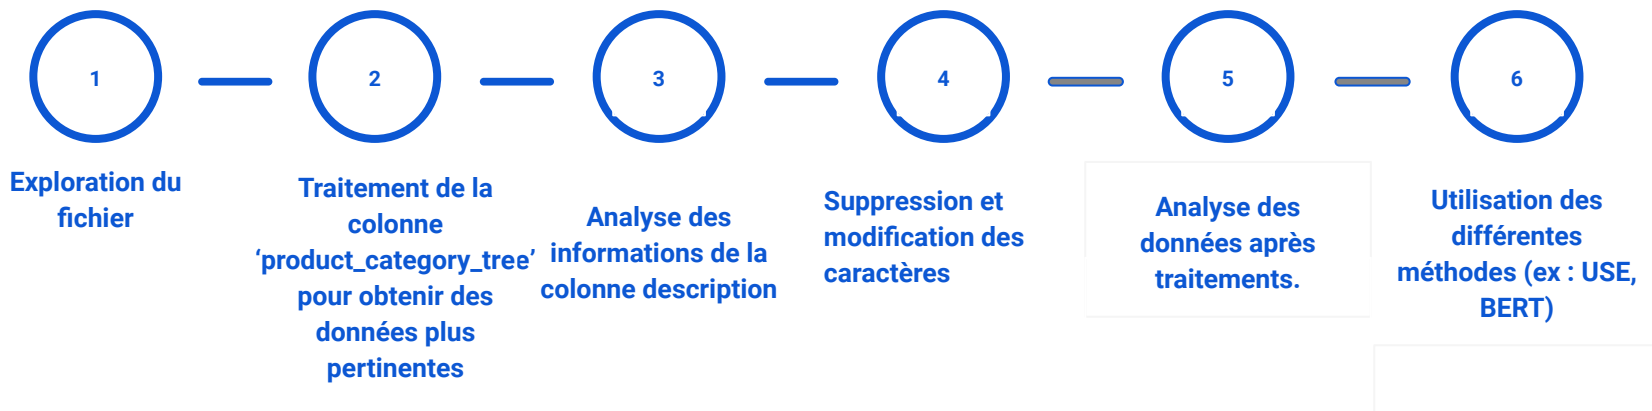 1
2
3
4
5
6
Exploration du
fichier
Traitement de la
colonne
‘product_category_tree’
pour obtenir des
données plus
pertinentes
Analyse des
informations de la
colonne description
Suppression et
modification des
caractères
Analyse des
données après
traitements.
Utilisation des
différentes
méthodes (ex : USE,
BERT)